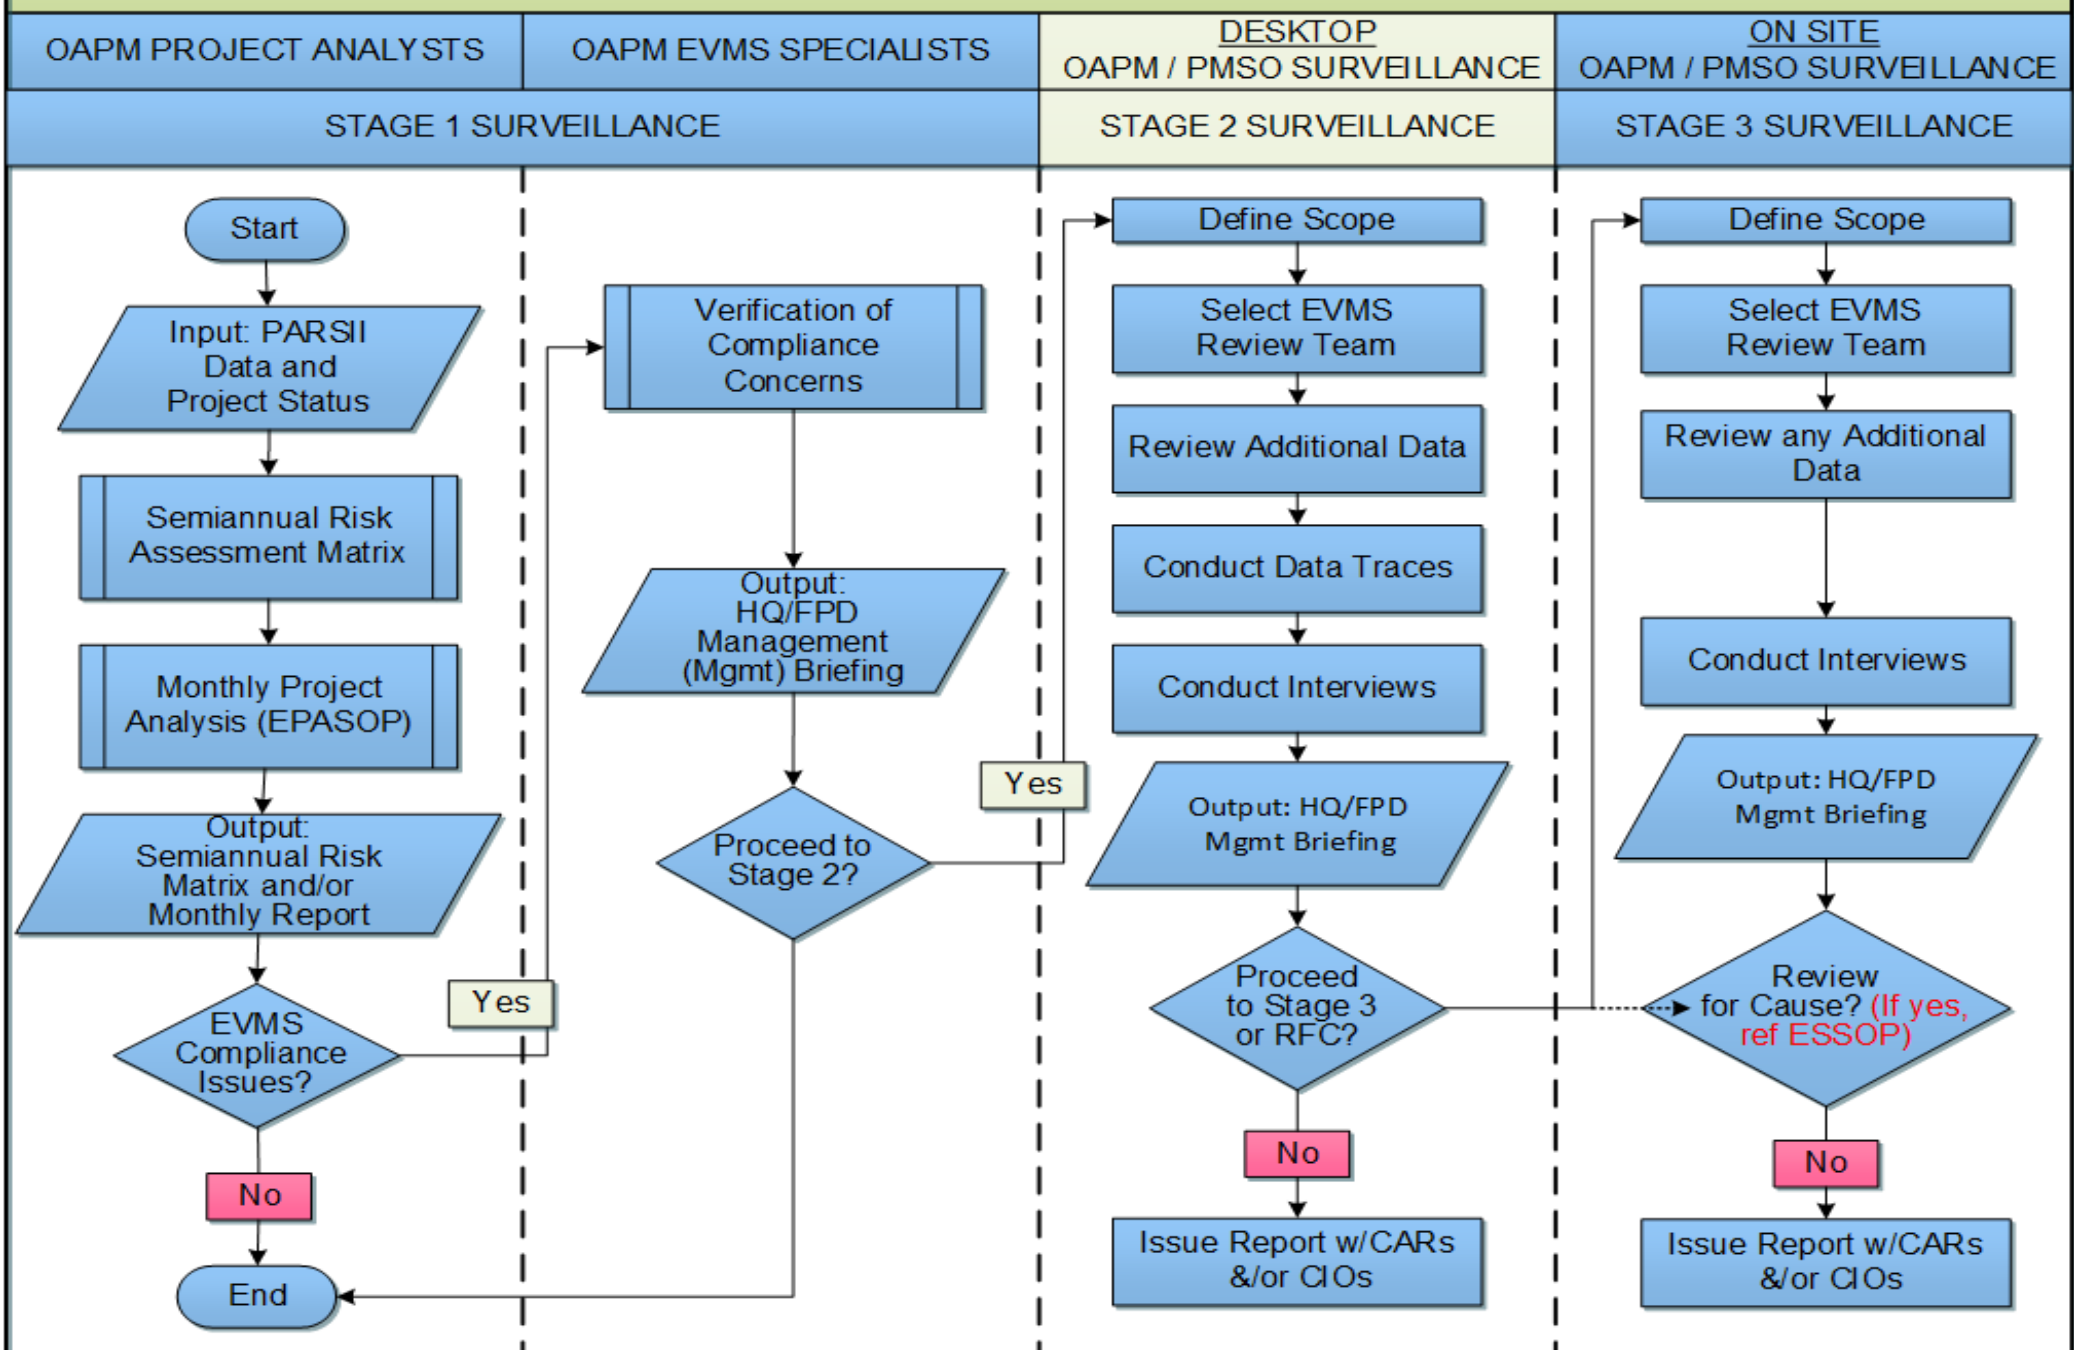 OAPM PROJECT ANALYSTS
OAPM EVMS SPECIALISTS
DESKTOP
OAPM / PMSO SURVEILLANCE
ON SITE
OAPM / PMSO SURVEILLANCE
STAGE 1 SURVEILLANCE
STAGE 2 SURVEILLANCE
STAGE 3 SURVEILLANCE
Start
Input: PARSII
Data and
Project Status
Semiannual Risk
Assessment Matrix
Monthly Project
Analysis (EPASOP)
Output:
Semiannual Risk
Matrix and/or
Monthly Report
EVMS
Compliance
Issues?
Yes
No
End
Verification of
Compliance
Concerns
Output:
HQ/FPD
Management
(Mgmt) Briefing
Proceed to
Stage 2?
Yes
Define Scope
Select EVMS
Review Team
Review Additional Data
Conduct Data Traces
Conduct Interviews
Output: HQ/FPD
Mgmt Briefing
Proceed
to Stage 3
or RFC?
No
Issue Report w/CARs
&/or CIOs
Define Scope
Select EVMS
Review Team
Review any Additional
Data
Conduct Interviews
Output: HQ/FPD
Mgmt Briefing
Review
for Cause? (If yes,
ref ESSOP)
No
Issue Report w/CARs
&/or CIOs